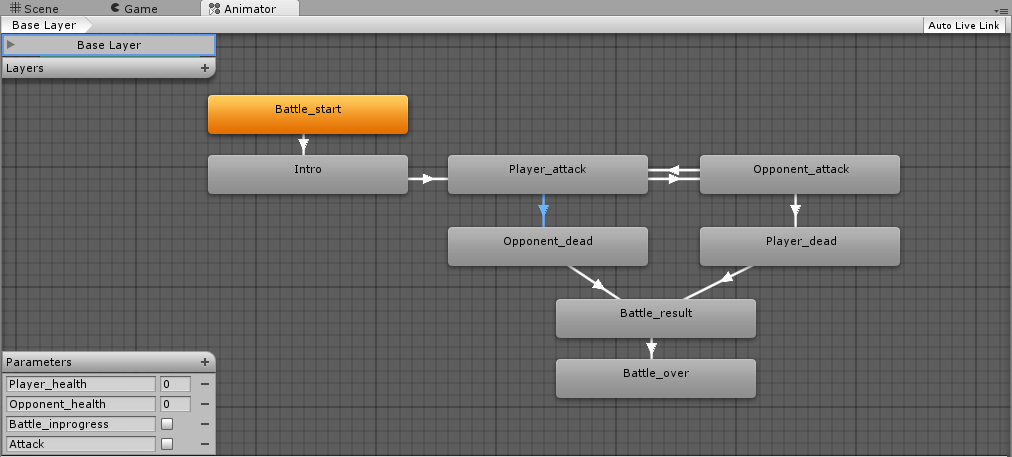 Scene Game Animator
Base Layer Auto Live Link
Base Layer
Layers +
Battle_start
Intro Player_attack Opponent_attack
Opponent_dead Player_dead
Battle_result
Battle_over
Parameters +
Player_health 0
Opponent_health 0
Battle_inprogress
Attack